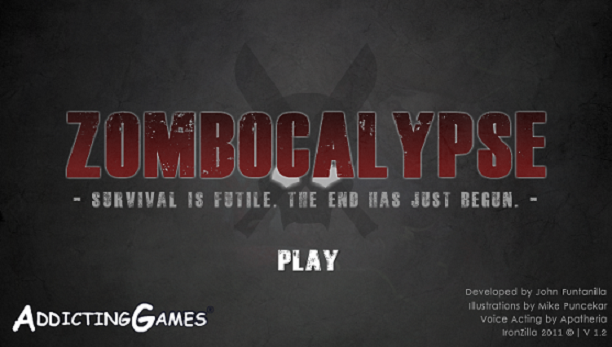 ZOMBOCALYPSE
- SURVIVAL IS FUTILE. THE END HAS JUST BEGUN. -
PLAY
ADDICTINGGAMES
Developed by John Funtanilla
Illustrations by Mike Puncekar
Voice Acting by Apatheria
IronZilla 2011 © | V 1.2